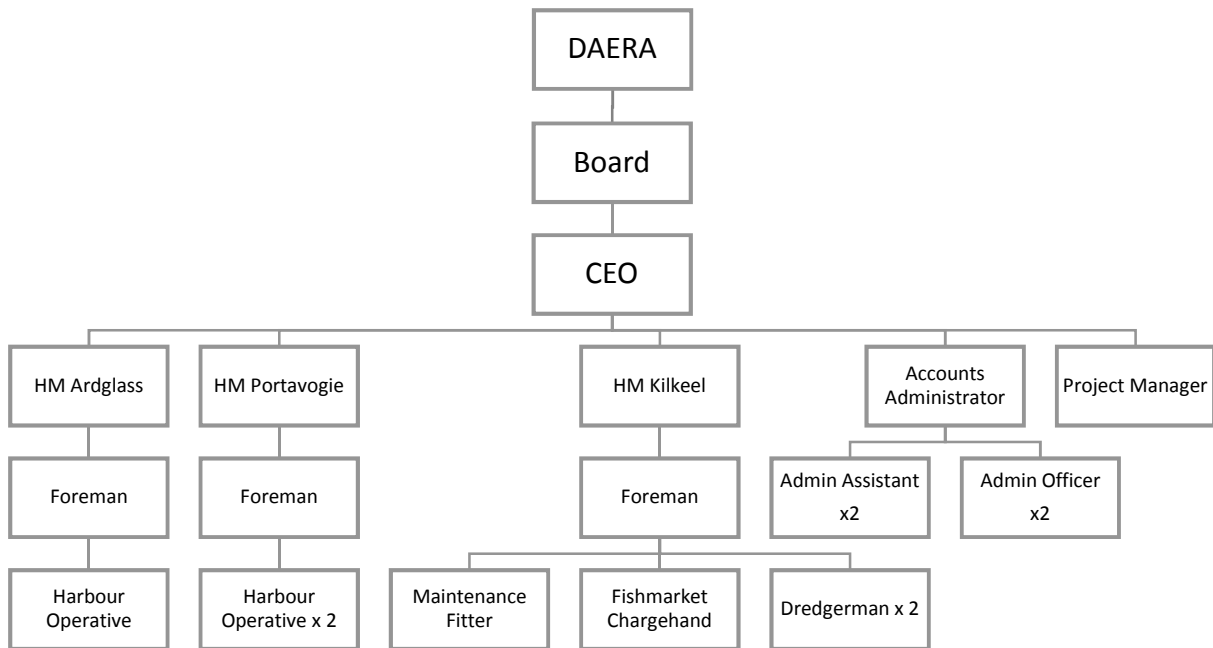 DAERA
Board
CEO
HM Ardglass
HM Portavogie
HM Kilkeel
Accounts
Administrator
Project Manager
Foreman
Foreman
Foreman
Admin Assistant
x2
Admin Officer
x2
Harbour
Operative
Harbour
Operative x 2
Maintenance
Fitter
Fishmarket
Chargehand
Dredgerman x 2